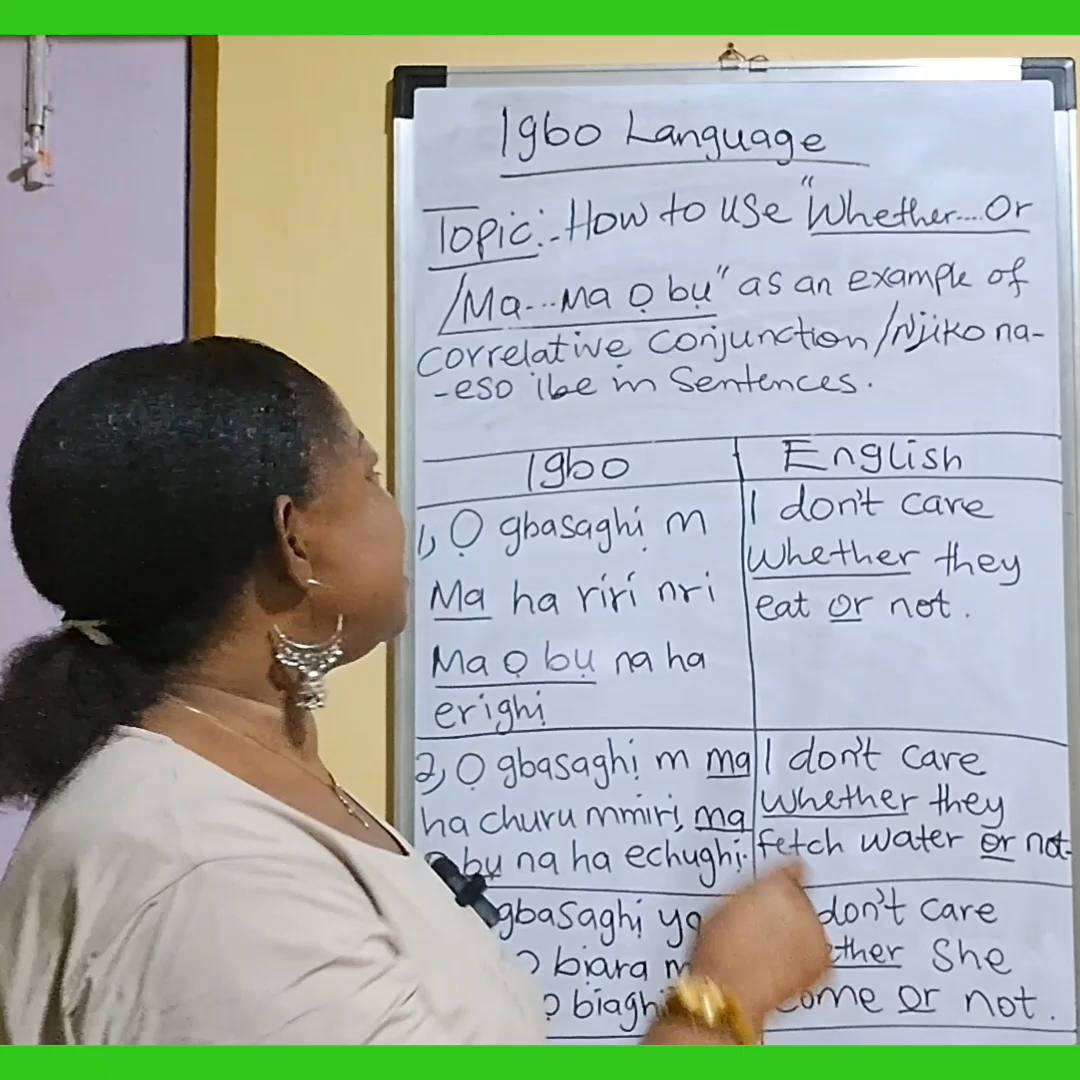 Igbo Language
Topic:- How to use "Whether....Or
/Ma...Ma ọ bụ" as an example of
correlative conjunction/Njiko na-
-eso ibe in Sentences.
Igbo English
1, Ọ gbasaghị m
Ma ha riri nri
Ma ọ bụ na ha
erighị
I don't care
whether they
eat or not.
2, Ọ gbasaghị m ma
ha churu mmiri, ma
bụ na ha echughị.
I don't care
whether they
fetch water or not.
gbasaghị
bịara
ọ bịaghị
don't care
She
come or not.